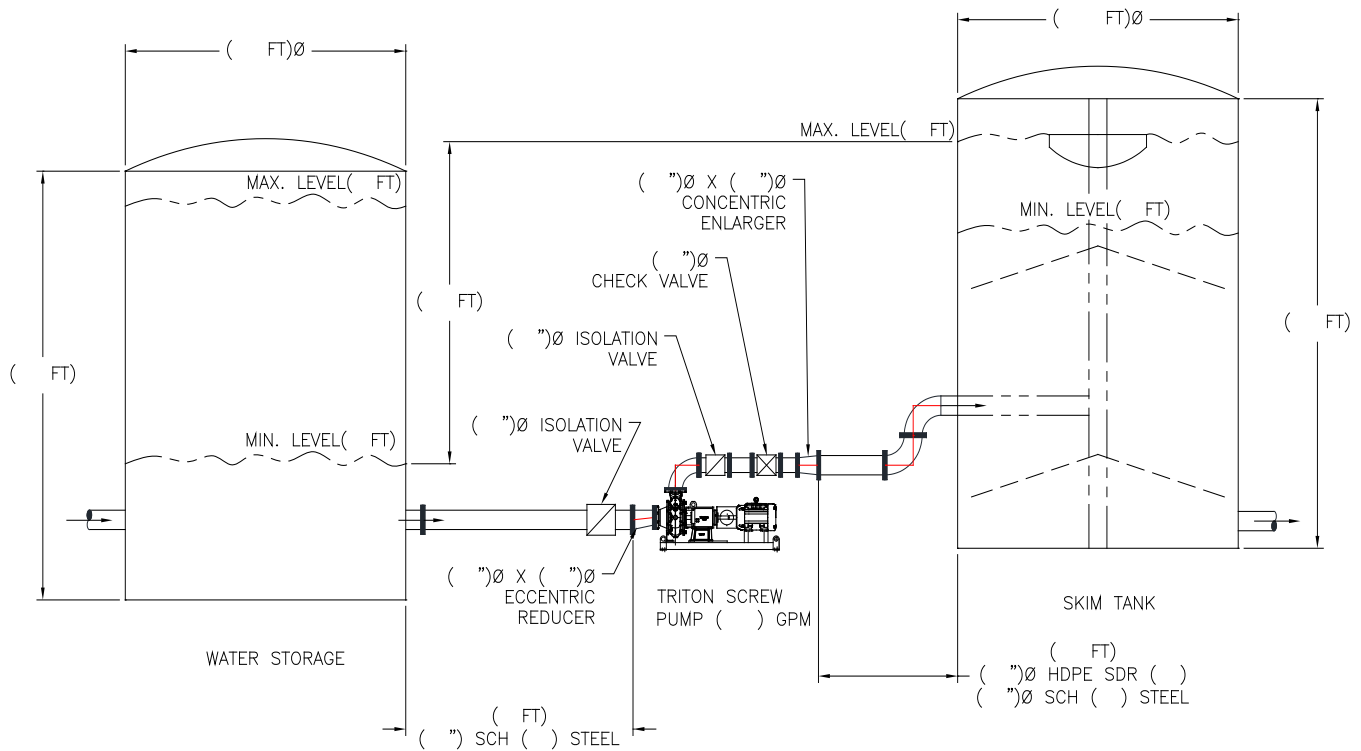 (   FT)Ø
(   FT)Ø
MAX. LEVEL(  FT)
MAX. LEVEL(  FT)
(  ")Ø X (  ")Ø
CONCENTRIC
ENLARGER
MIN. LEVEL(  FT)
(  ")Ø
CHECK VALVE
(   FT)
(   FT)
(  ")Ø ISOLATION
VALVE
(   FT)
(  ")Ø ISOLATION
VALVE
MIN. LEVEL(  FT)
(  ")Ø X (  ")Ø
ECCENTRIC
REDUCER
TRITON SCREW
PUMP (   ) GPM
SKIM TANK
WATER STORAGE
(   FT)
(  ")Ø HDPE SDR (  )
(  ")Ø SCH (  ) STEEL
(   FT)
(  ") SCH (  ) STEEL